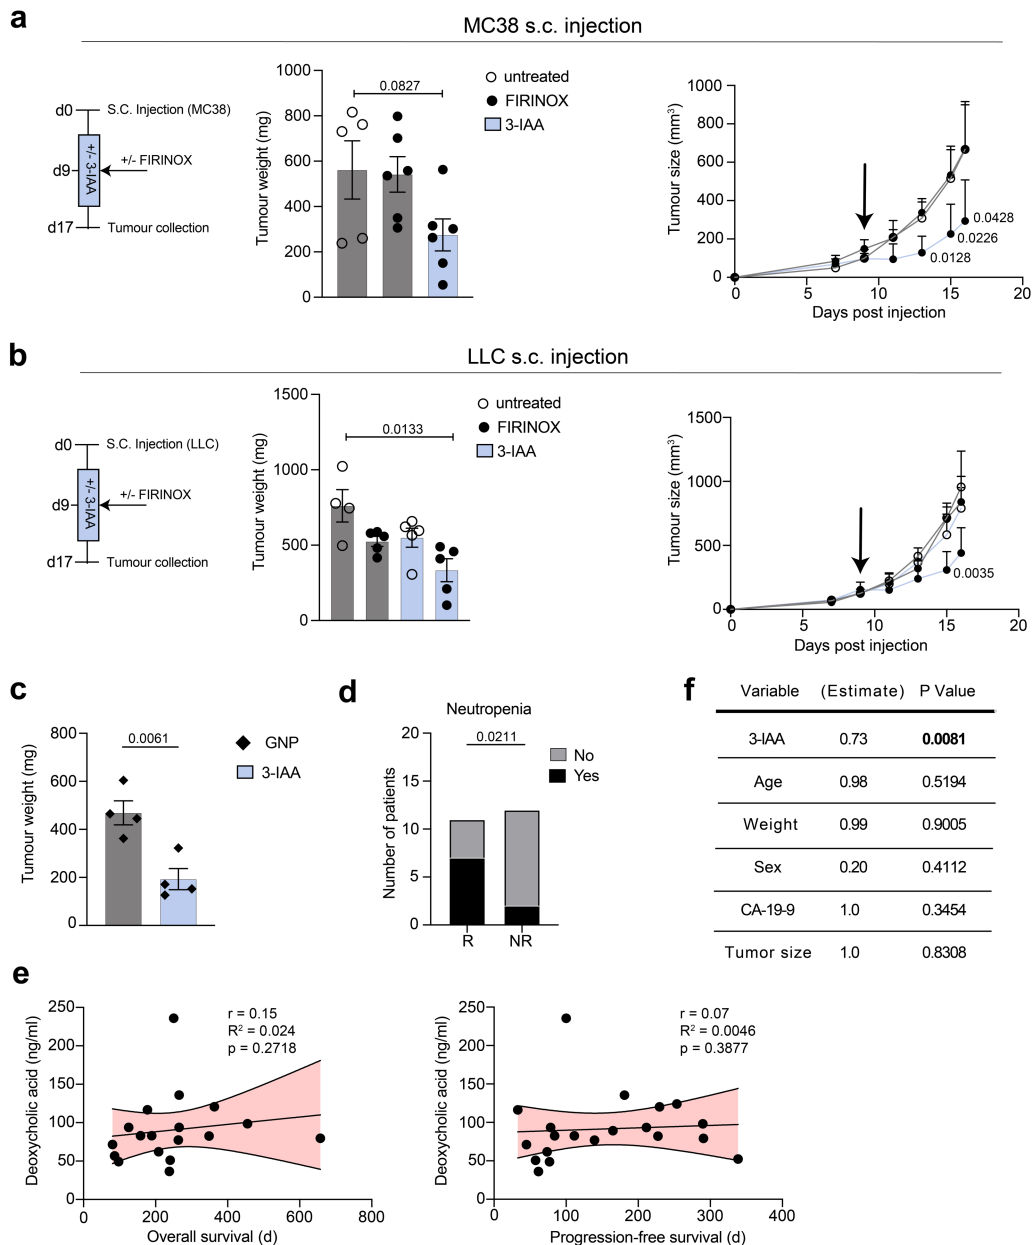 a
MC38 s.c. injection
d0
S.C. Injection (MC38)
+/- 3-IAA
d9
+/- FIRINOX
d17
Tumour collection
Tumour weight (mg)
1000
800
600
400
200
0
0.0827
untreated
FIRINOX
3-IAA
Tumour size (mm³)
1000
800
600
400
200
0
0.0428
0.0226
0.0128
0 5 10 15 20
Days post injection
b
LLC s.c. injection
d0
S.C. Injection (LLC)
+/- 3-IAA
d9
+/- FIRINOX
d17
Tumour collection
Tumour weight (mg)
1500
1000
500
0
0.0133
untreated
FIRINOX
3-IAA
Tumour size (mm³)
1500
1000
500
0
0.0035
0 5 10 15 20
Days post injection
c
Tumour weight (mg)
800
600
400
200
0
0.0061
GNP
3-IAA
d
Neutropenia
Number of patients
20
15
10
5
0
0.0211
No
Yes
R NR
f
Variable (Estimate) P Value
3-IAA 0.73 0.0081
Age 0.98 0.5194
Weight 0.99 0.9005
Sex 0.20 0.4112
CA-19-9 1.0 0.3454
Tumor size 1.0 0.8308
e
Deoxycholic acid (ng/ml)
250
200
150
100
50
0
r = 0.15
R² = 0.024
p = 0.2718
0 200 400 600 800
Overall survival (d)
Deoxycholic acid (ng/ml)
250
200
150
100
50
0
r = 0.07
R² = 0.0046
p = 0.3877
0 100 200 300 400
Progression-free survival (d)